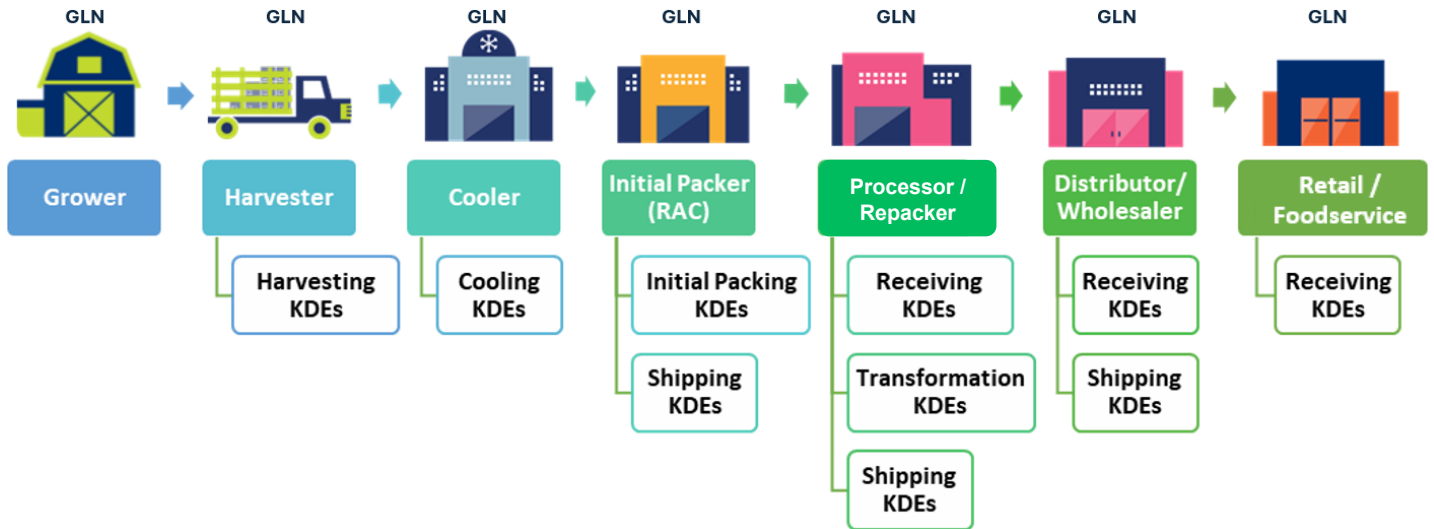 GLN
GLN
GLN
GLN
GLN
GLN
GLN
Grower
Harvester
Cooler
Initial Packer
(RAC)
Processor /
Repacker
Distributor/
Wholesaler
Retail /
Foodservice
Harvesting
KDEs
Cooling
KDEs
Initial Packing
KDEs
Shipping
KDEs
Receiving
KDEs
Transformation
KDEs
Shipping
KDEs
Receiving
KDEs
Shipping
KDEs
Receiving
KDEs